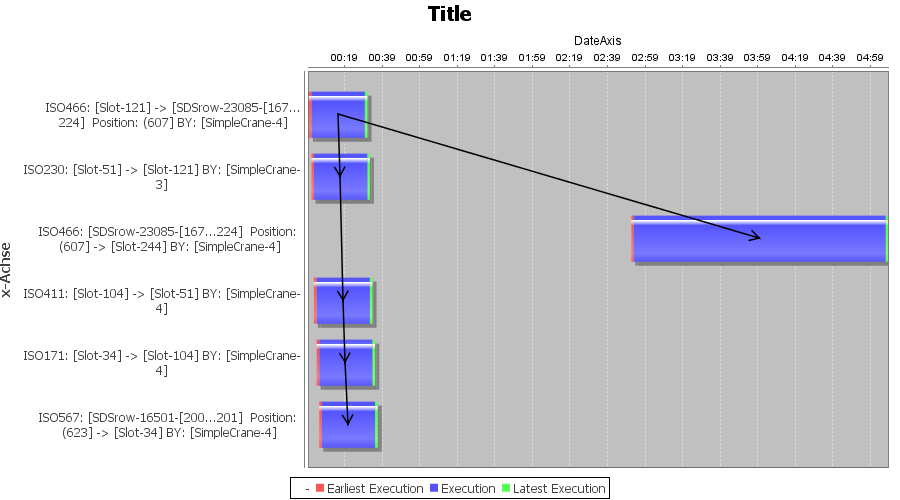 Title
DateAxis
00:19 00:39 00:59 01:19 01:39 01:59 02:19 02:39 02:59 03:19 03:39 03:59 04:19 04:39 04:59
x-Achse
ISO466: [Slot-121] -> [SDSrow-23085-[167...
224]  Position: (607) BY: [SimpleCrane-4]
ISO230: [Slot-51] -> [Slot-121] BY: [SimpleCrane-
3]
ISO466: [SDSrow-23085-[167...224]  Position:
(607) -> [Slot-244] BY: [SimpleCrane-4]
ISO411: [Slot-104] -> [Slot-51] BY: [SimpleCrane-
4]
ISO171: [Slot-34] -> [Slot-104] BY: [SimpleCrane-
4]
ISO567: [SDSrow-16501-[200...201]  Position:
(623) -> [Slot-34] BY: [SimpleCrane-4]
- Earliest Execution Execution Latest Execution